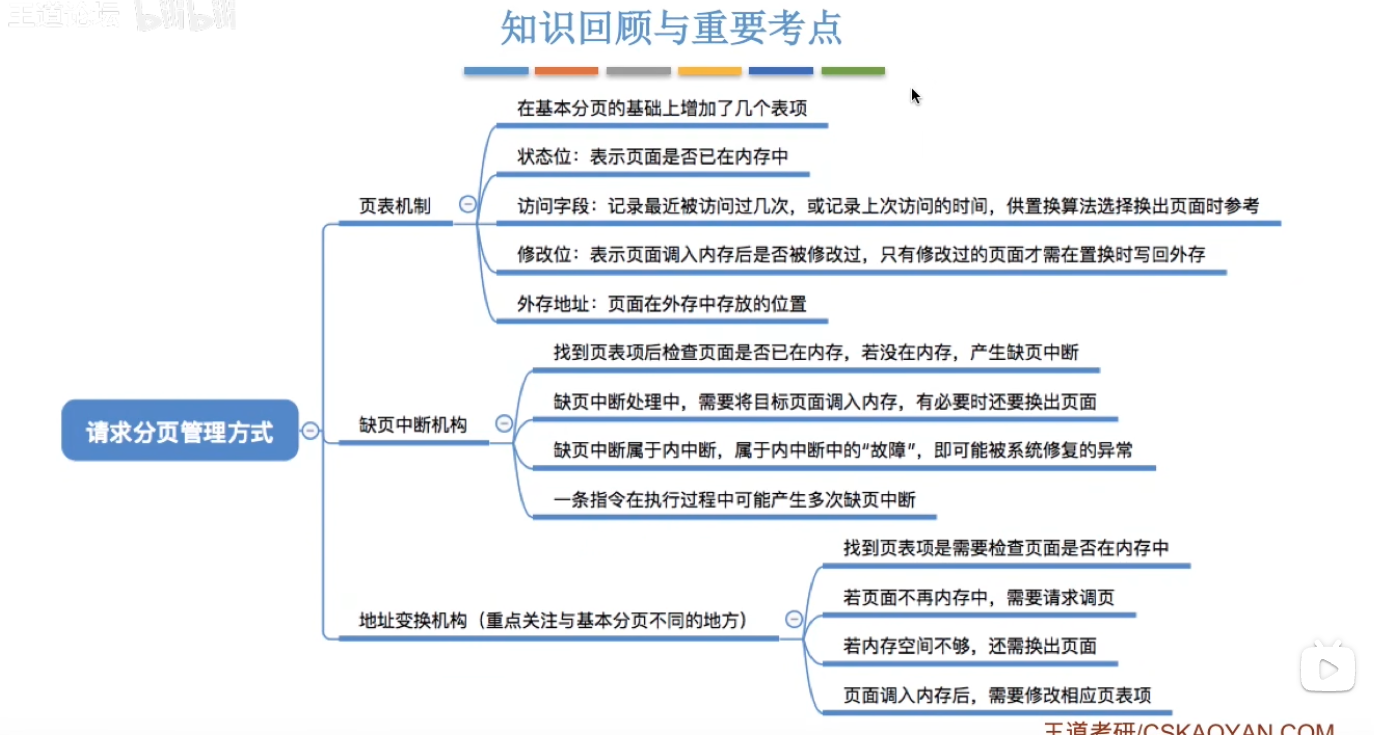 王道论坛 bilibili
知识回顾与重要考点
在基本分页的基础上增加了几个表项
状态位：表示页面是否已在内存中
页表机制
访问字段：记录最近被访问过几次，或记录上次访问的时间，供置换算法选择换出页面时参考
修改位：表示页面调入内存后是否被修改过，只有修改过的页面才需在置换时写回外存
外存地址：页面在外存中存放的位置
找到页表项后检查页面是否已在内存，若没在内存，产生缺页中断
缺页中断处理中，需要将目标页面调入内存，有必要时还要换出页面
请求分页管理方式
缺页中断机构
缺页中断属于内中断，属于内中断中的“故障”，即可能被系统修复的异常
一条指令在执行过程中可能产生多次缺页中断
找到页表项是需要检查页面是否在内存中
若页面不再内存中，需要请求调页
地址变换机构（重点关注与基本分页不同的地方）
若内存空间不够，还需换出页面
页面调入内存后，需要修改相应页表项
王道考研/CSKAOYAN.COM